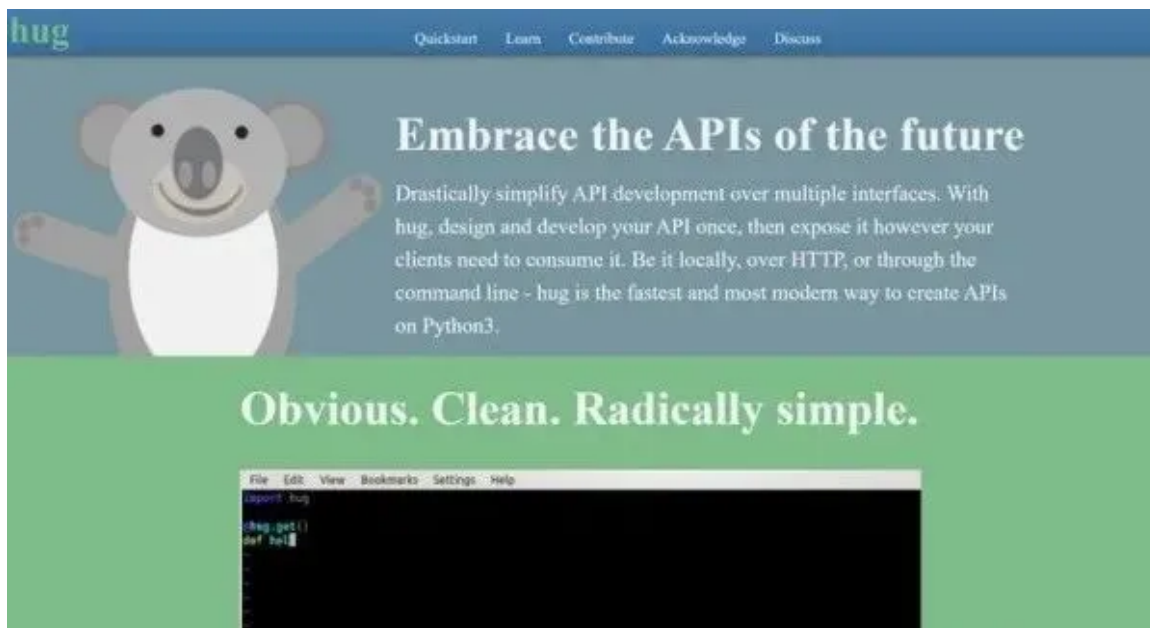 hug
Quickstart Learn Contribute Acknowledge Discuss
Embrace the APIs of the future
Drastically simplify API development over multiple interfaces. With
hug, design and develop your API once, then expose it however your
clients need to consume it. Be it locally, over HTTP, or through the
command line - hug is the fastest and most modern way to create APIs
on Python3.
Obvious. Clean. Radically simple.
File Edit View Bookmarks Settings Help
import hug
@hug.get()
def hel